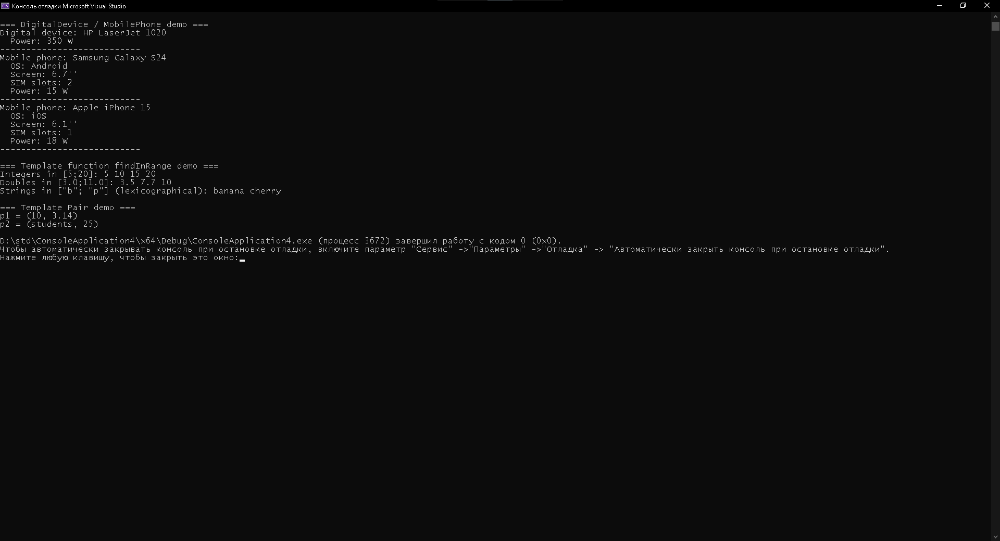 Консоль отладки Microsoft Visual Studio
=== DigitalDevice / MobilePhone demo ===
Digital device: HP LaserJet 1020
  Power: 350 W
---------------------------
Mobile phone: Samsung Galaxy S24
  OS: Android
  Screen: 6.7''
  SIM slots: 2
  Power: 15 W
---------------------------
Mobile phone: Apple iPhone 15
  OS: iOS
  Screen: 6.1''
  SIM slots: 1
  Power: 18 W
---------------------------
=== Template function findInRange demo ===
Integers in [5;20]: 5 10 15 20
Doubles in [3.0;11.0]: 3.5 7.7 10
Strings in ["b"; "p"] (lexicographical): banana cherry
=== Template Pair demo ===
p1 = (10, 3.14)
p2 = (students, 25)
D:\std\ConsoleApplication4\x64\Debug\ConsoleApplication4.exe (процесс 3672) завершил работу с кодом 0 (0x0).
Чтобы автоматически закрывать консоль при остановке отладки, включите параметр "Сервис" ->"Параметры" ->"Отладка" -> "Автоматически закрыть консоль при остановке отладки".
Нажмите любую клавишу, чтобы закрыть это окно: